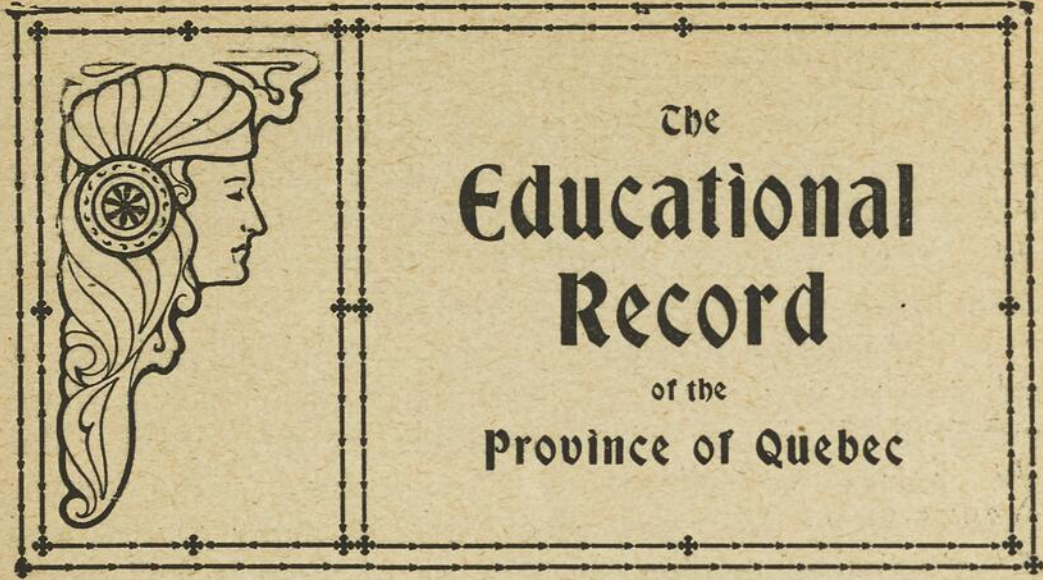 The
Educational
Record
of the
Province of Quebec